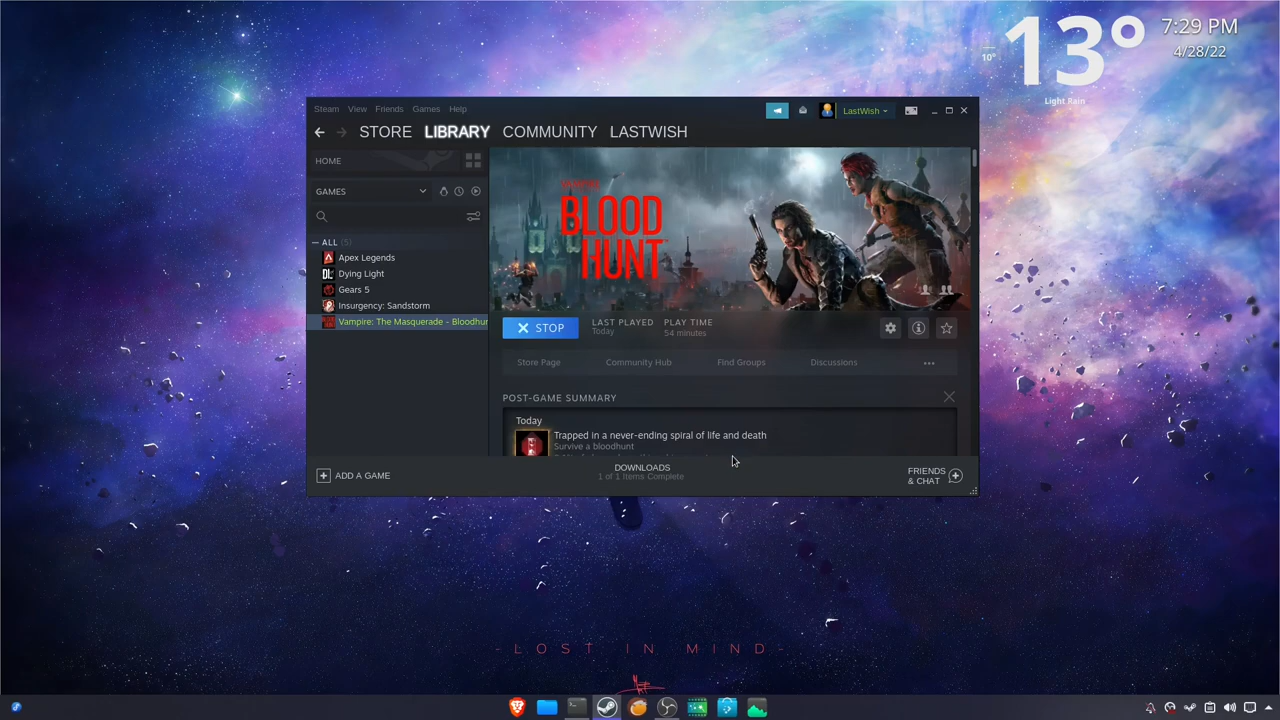 13°
10°
Light Rain
7:29 PM
4/28/22
Steam View Friends Games Help
LastWish
STORE LIBRARY COMMUNITY LASTWISH
HOME
GAMES
ALL (5)
Apex Legends
Dying Light
Gears 5
Insurgency: Sandstorm
Vampire: The Masquerade - Bloodhun
BLOOD
HUNT
STOP
LAST PLAYED
Today
PLAY TIME
54 minutes
Store Page Community Hub Find Groups Discussions
POST-GAME SUMMARY
Today
Trapped in a never-ending spiral of life and death
Survive a bloodhunt
ADD A GAME
DOWNLOADS
1 of 1 Items Complete
FRIENDS
& CHAT
- LOST IN MIND -